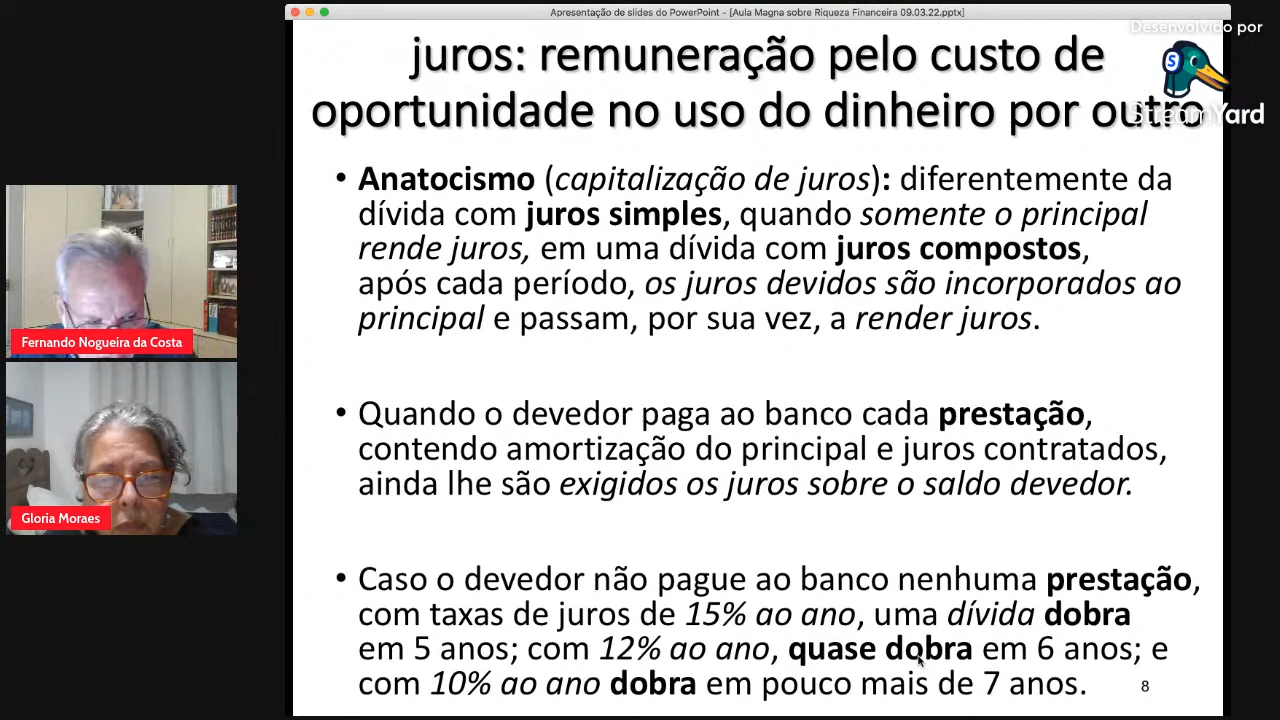 Apresentação de slides do PowerPoint - [Aula Magna sobre Riqueza Financeira 09.03.22.pptx]
Desenvolvido por
StreamYard
juros: remuneração pelo custo de
oportunidade no uso do dinheiro por outro
• Anatocismo (capitalização de juros): diferentemente da
dívida com juros simples, quando somente o principal
rende juros, em uma dívida com juros compostos,
após cada período, os juros devidos são incorporados ao
principal e passam, por sua vez, a render juros.
• Quando o devedor paga ao banco cada prestação,
contendo amortização do principal e juros contratados,
ainda lhe são exigidos os juros sobre o saldo devedor.
• Caso o devedor não pague ao banco nenhuma prestação,
com taxas de juros de 15% ao ano, uma dívida dobra
em 5 anos; com 12% ao ano, quase dobra em 6 anos; e
com 10% ao ano dobra em pouco mais de 7 anos.
8
Fernando Nogueira da Costa
Gloria Moraes